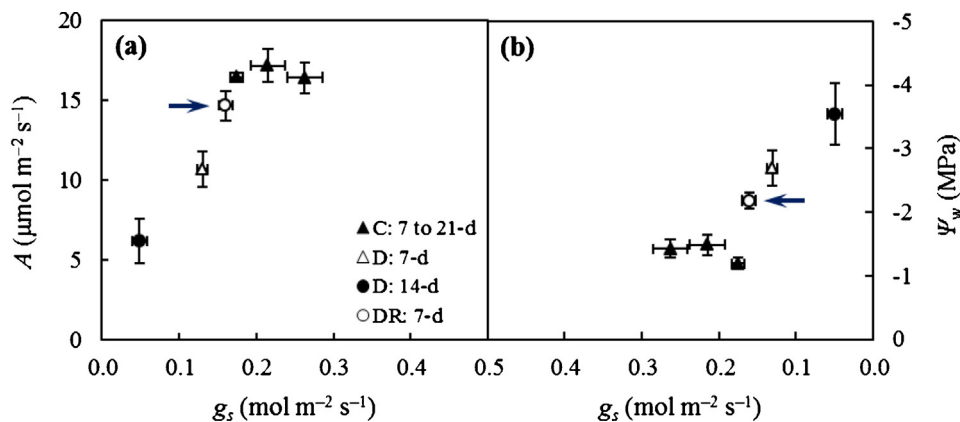 (a)
(b)
A (μmol m⁻² s⁻¹)
20
15
10
5
0
C: 7 to 21-d
D: 7-d
D: 14-d
DR: 7-d
-5
-4
-3
-2
-1
0
Ψw (MPa)
0.0 0.1 0.2 0.3 0.4 0.5 0.4 0.3 0.2 0.1 0.0
gs (mol m⁻² s⁻¹)
gs (mol m⁻² s⁻¹)